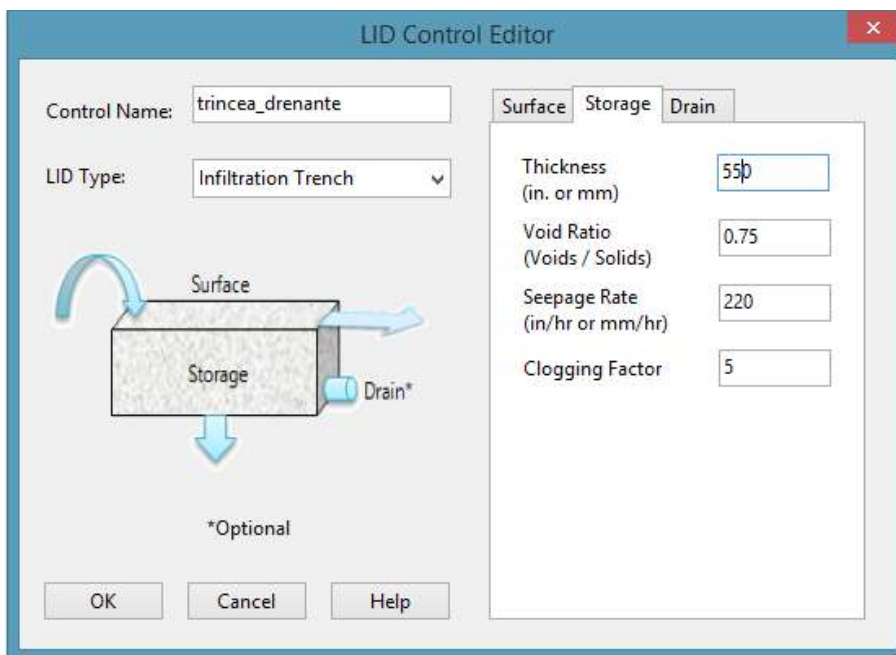 LID Control Editor
Control Name:
trincea_drenante
LID Type:
Infiltration Trench
Surface
Storage
Drain*
*Optional
OK
Cancel
Help
Surface
Storage
Drain
Thickness
(in. or mm)
550
Void Ratio
(Voids / Solids)
0.75
Seepage Rate
(in/hr or mm/hr)
220
Clogging Factor
5